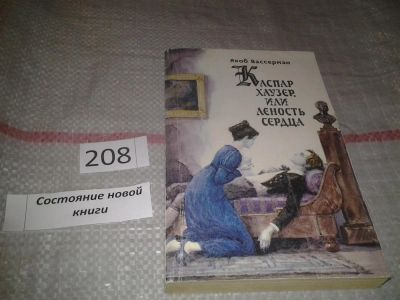 Якоб Вассерман
КАСПАР
ХАУЗЕР,
ИЛИ
ЛЕНОСТЬ
СЕРДЦА
208
Состояние новой
книги